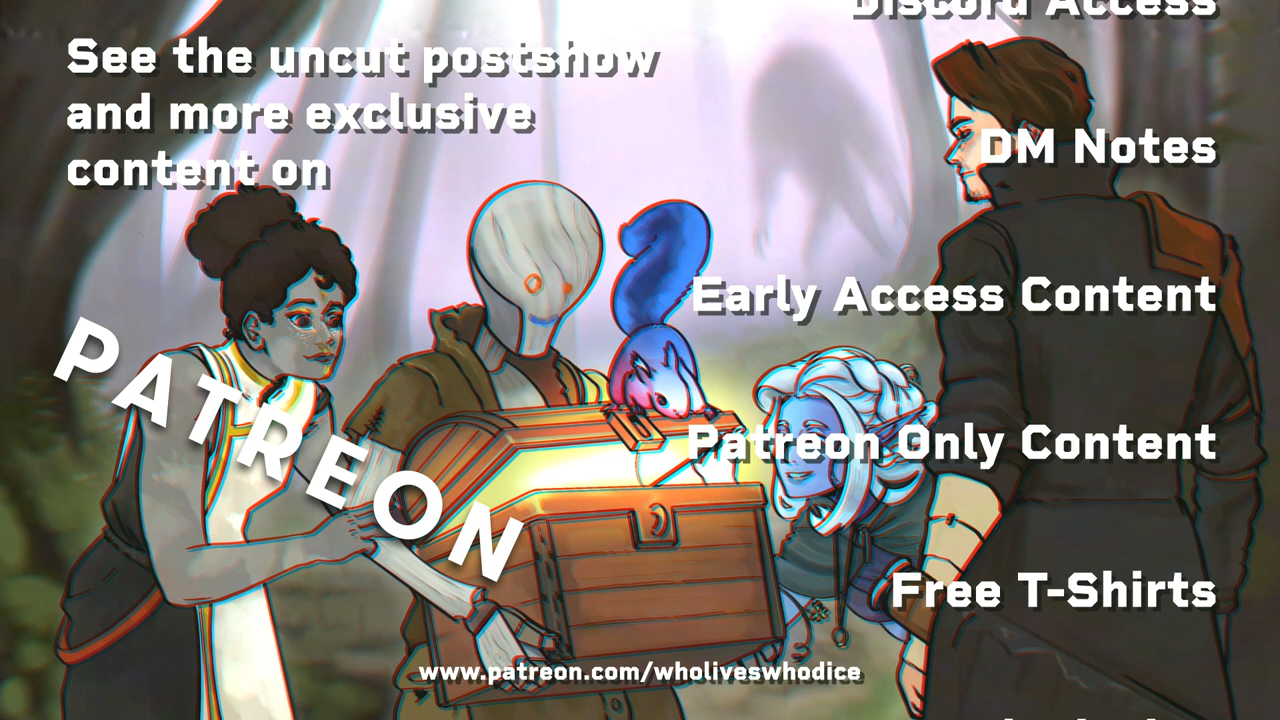 See the uncut postshow
and more exclusive
content on
PATREON
Discord Access
DM Notes
Early Access Content
Patreon Only Content
Free T-Shirts
www.patreon.com/wholiveswhodice